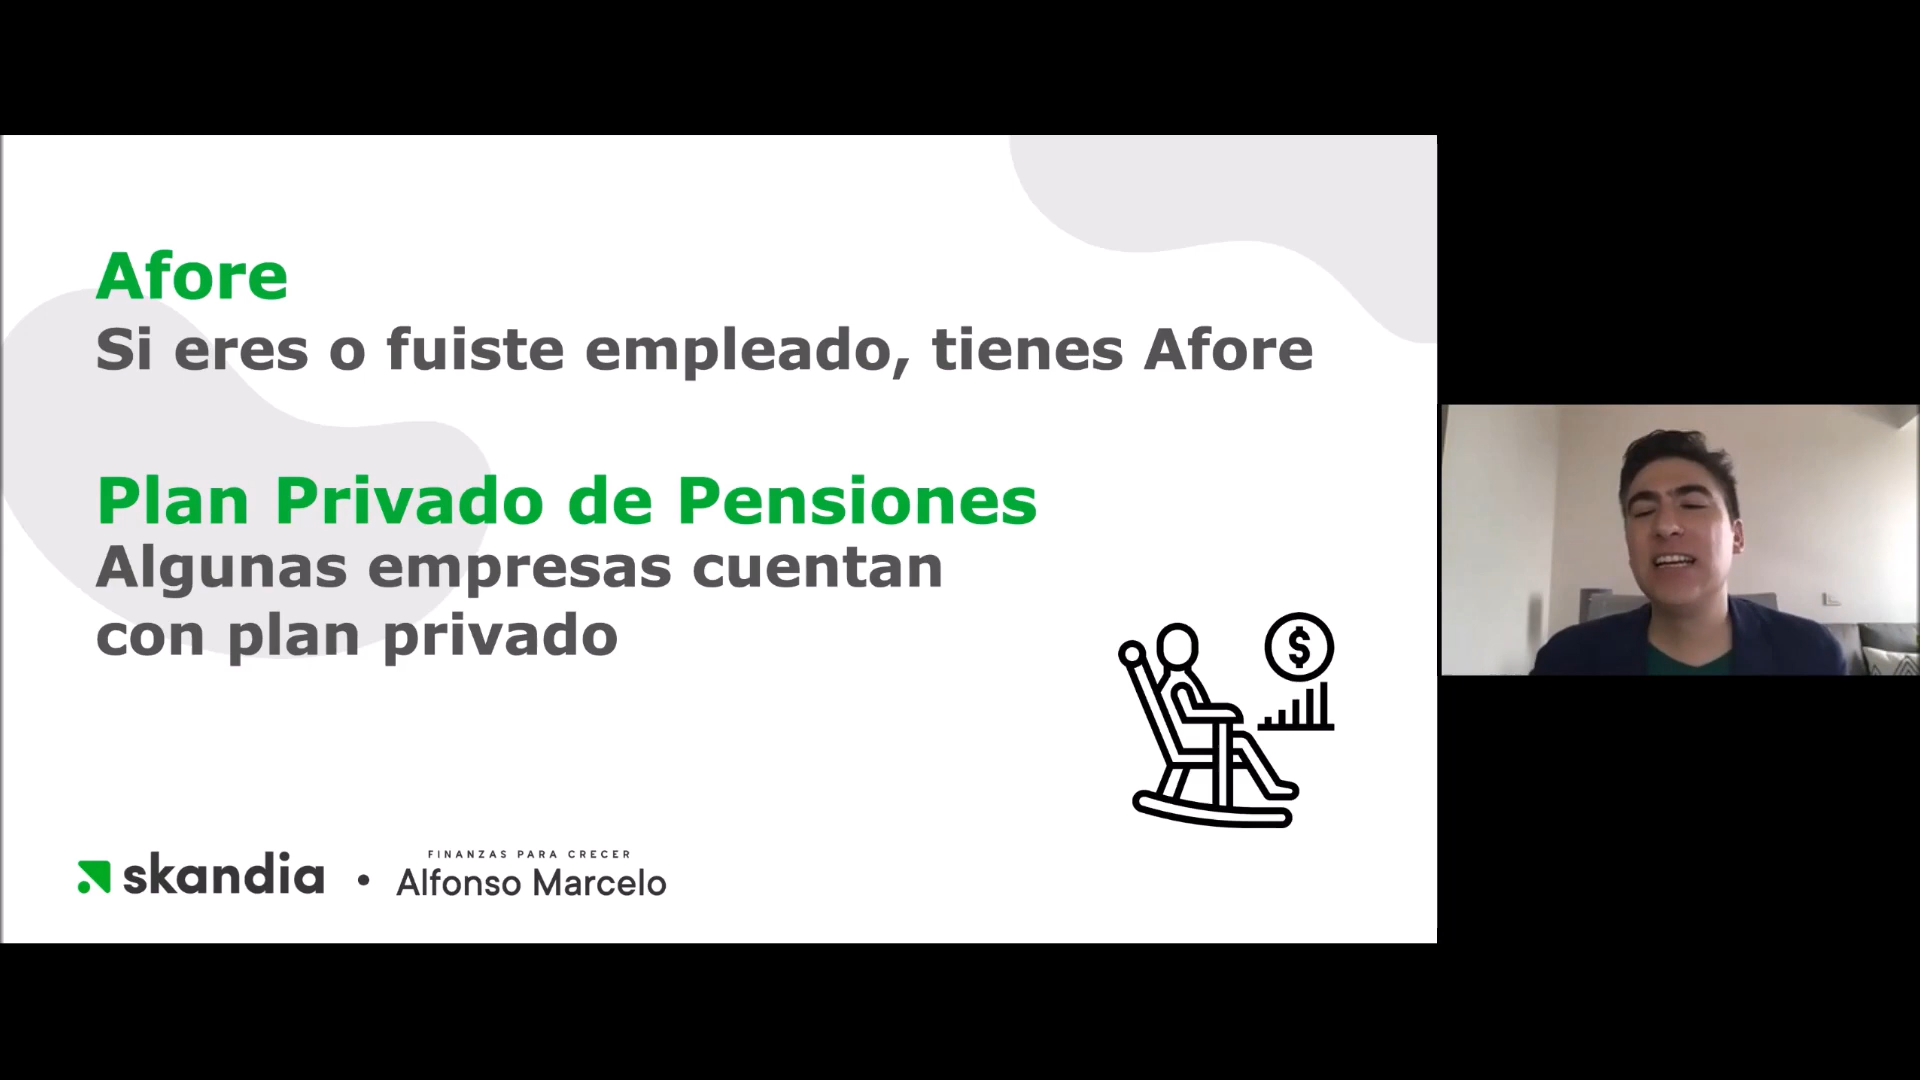 Afore
Si eres o fuiste empleado, tienes Afore
Plan Privado de Pensiones
Algunas empresas cuentan
con plan privado
$
skandia • FINANZAS PARA CRECER
Alfonso Marcelo